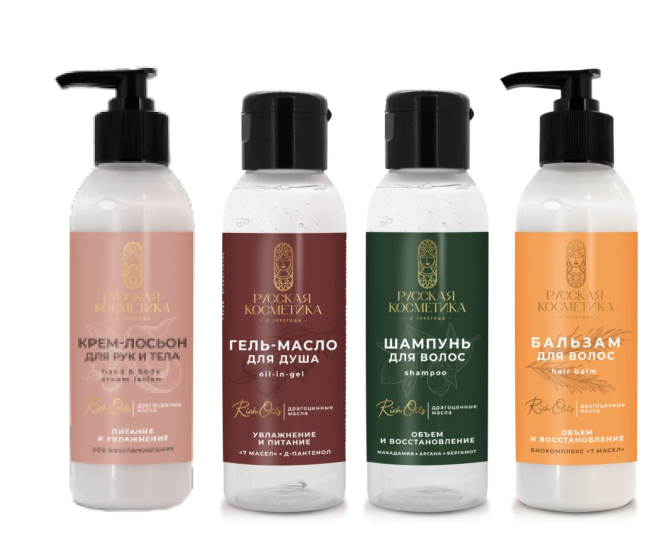 РУССКАЯ
КОСМЕТИКА
КРЕМ-ЛОСЬОН
ДЛЯ РУК И ТЕЛА
hand & body
cream lotion
Rich Oils
драгоценные
масла
ПИТАНИЕ
И УВЛАЖНЕНИЕ
РУССКАЯ
КОСМЕТИКА
ГЕЛЬ-МАСЛО
ДЛЯ ДУША
oil-in-gel
Rich Oils
драгоценные
масла
УВЛАЖНЕНИЕ
И ПИТАНИЕ
«7 МАСЕЛ» • Д-ПАНТЕНОЛ
РУССКАЯ
КОСМЕТИКА
ШАМПУНЬ
ДЛЯ ВОЛОС
shampoo
Rich Oils
драгоценные
масла
ОБЪЕМ
И ВОССТАНОВЛЕНИЕ
МАКАДАМИЯ • АРГАНА • БЕРГАМОТ
РУССКАЯ
КОСМЕТИКА
БАЛЬЗАМ
ДЛЯ ВОЛОС
hair balm
Rich Oils
драгоценные
масла
ОБЪЕМ
И ВОССТАНОВЛЕНИЕ
БИОКОМПЛЕКС «7 МАСЕЛ»